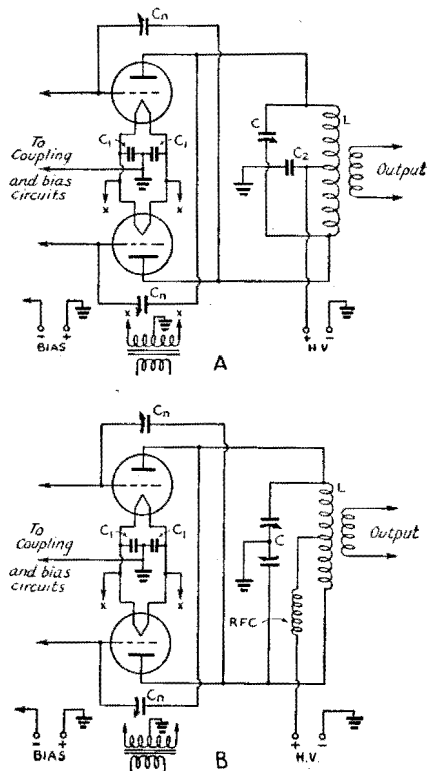 Cn
C1 C1
C L
C2
To
Coupling
and bias
circuits
Output
x x
Cn
x x
- +
BIAS
+ -
H.V.
A
Cn
L
To
Coupling
and bias
circuits
C1 C1
C
Output
x x
RFC
Cn
- +
BIAS
+ -
H.V.
B